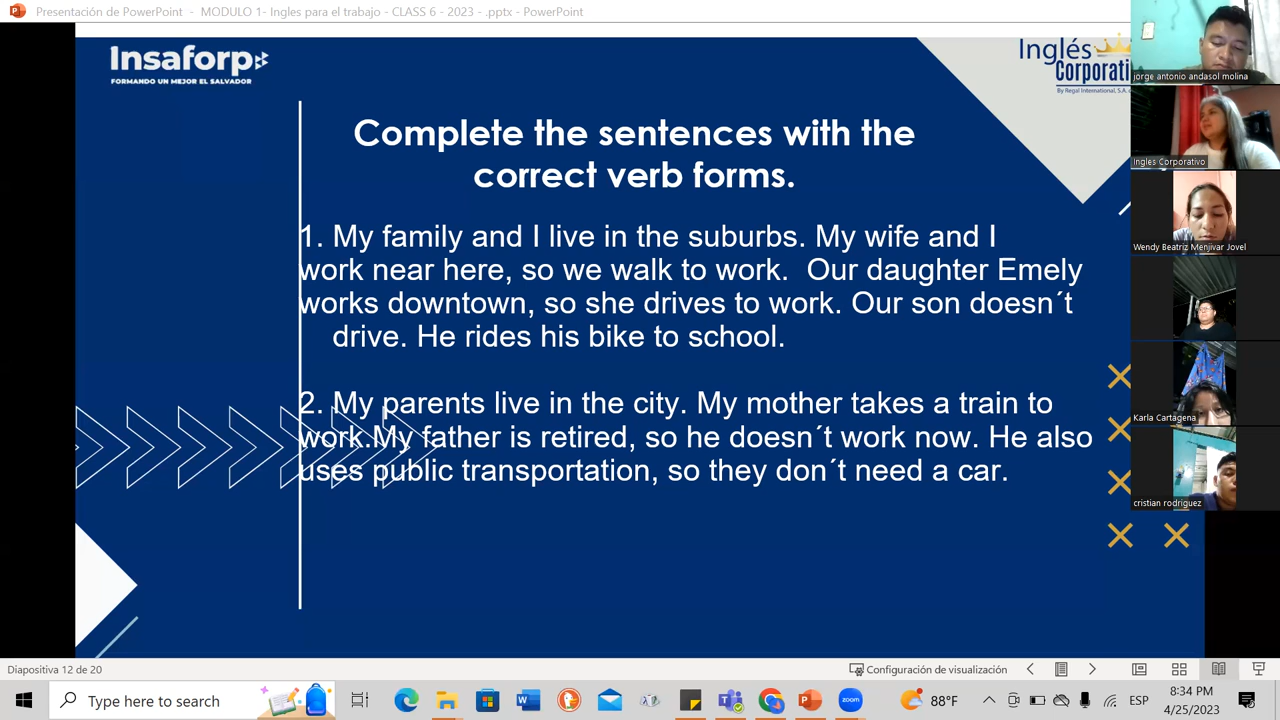 Presentación de PowerPoint - MODULO 1- Ingles para el trabajo - CLASS 6 - 2023 - .pptx - PowerPoint
Insaforp
FORMANDO UN MEJOR EL SALVADOR
Inglés
Corporati
By Regal International, S.A.
Complete the sentences with the
correct verb forms.
1. My family and I live in the suburbs. My wife and I
work near here, so we walk to work.  Our daughter Emely
works downtown, so she drives to work. Our son doesn´t
drive. He rides his bike to school.
2. My parents live in the city. My mother takes a train to
work.My father is retired, so he doesn´t work now. He also
uses public transportation, so they don´t need a car.
jorge antonio andasol molina
Ingles Corporativo
Wendy Beatriz Menjivar Jovel
Karla Cartagena
cristian rodriguez
Diapositiva 12 de 20
Configuración de visualización
Type here to search
88°F
ESP
8:34 PM
4/25/2023